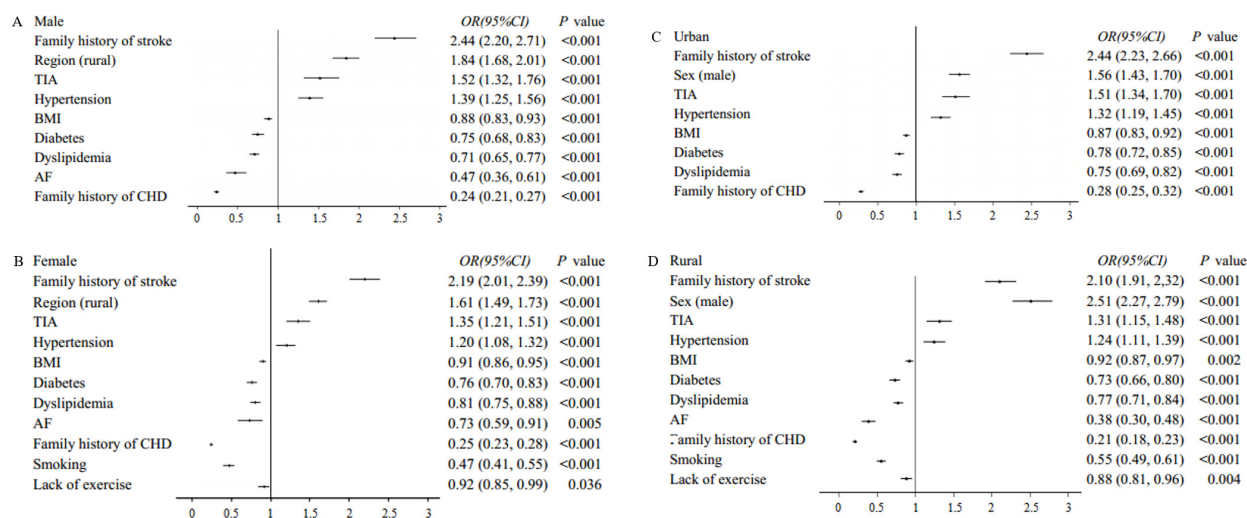 A Male OR(95%CI) P value
Family history of stroke 2.44 (2.20, 2.71) <0.001
Region (rural) 1.84 (1.68, 2.01) <0.001
TIA 1.52 (1.32, 1.76) <0.001
Hypertension 1.39 (1.25, 1.56) <0.001
BMI 0.88 (0.83, 0.93) <0.001
Diabetes 0.75 (0.68, 0.83) <0.001
Dyslipidemia 0.71 (0.65, 0.77) <0.001
AF 0.47 (0.36, 0.61) <0.001
Family history of CHD 0.24 (0.21, 0.27) <0.001
0 0.5 1 1.5 2 2.5 3
B Female OR(95%CI) P value
Family history of stroke 2.19 (2.01, 2.39) <0.001
Region (rural) 1.61 (1.49, 1.73) <0.001
TIA 1.35 (1.21, 1.51) <0.001
Hypertension 1.20 (1.08, 1.32) <0.001
BMI 0.91 (0.86, 0.95) <0.001
Diabetes 0.76 (0.70, 0.83) <0.001
Dyslipidemia 0.81 (0.75, 0.88) <0.001
AF 0.73 (0.59, 0.91) 0.005
Family history of CHD 0.25 (0.23, 0.28) <0.001
Smoking 0.47 (0.41, 0.55) <0.001
Lack of exercise 0.92 (0.85, 0.99) 0.036
0 0.5 1 1.5 2 2.5 3
C Urban OR(95%CI) P value
Family history of stroke 2.44 (2.23, 2.66) <0.001
Sex (male) 1.56 (1.43, 1.70) <0.001
TIA 1.51 (1.34, 1.70) <0.001
Hypertension 1.32 (1.19, 1.45) <0.001
BMI 0.87 (0.83, 0.92) <0.001
Diabetes 0.78 (0.72, 0.85) <0.001
Dyslipidemia 0.75 (0.69, 0.82) <0.001
Family history of CHD 0.28 (0.25, 0.32) <0.001
0 0.5 1 1.5 2 2.5 3
D Rural OR(95%CI) P value
Family history of stroke 2.10 (1.91, 2,32) <0.001
Sex (male) 2.51 (2.27, 2.79) <0.001
TIA 1.31 (1.15, 1.48) <0.001
Hypertension 1.24 (1.11, 1.39) <0.001
BMI 0.92 (0.87, 0.97) 0.002
Diabetes 0.73 (0.66, 0.80) <0.001
Dyslipidemia 0.77 (0.71, 0.84) <0.001
AF 0.38 (0.30, 0.48) <0.001
Family history of CHD 0.21 (0.18, 0.23) <0.001
Smoking 0.55 (0.49, 0.61) <0.001
Lack of exercise 0.88 (0.81, 0.96) 0.004
0 0.5 1 1.5 2 2.5 3